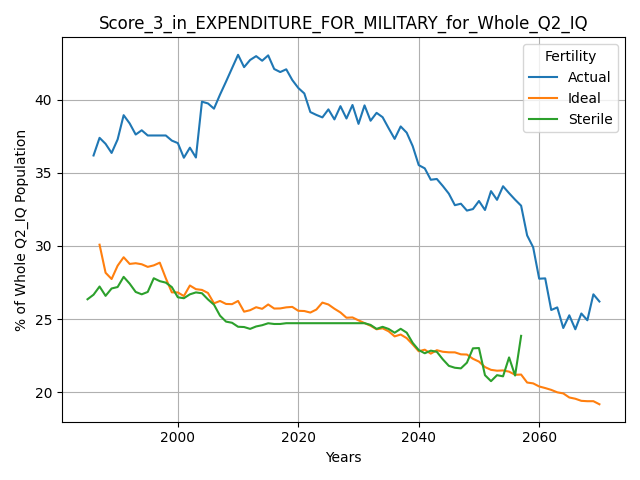 Score_3_in_EXPENDITURE_FOR_MILITARY_for_Whole_Q2_IQ
Fertility
Actual
Ideal
Sterile
% of Whole Q2_IQ Population
40
35
30
25
20
2000
2020
2040
2060
Years